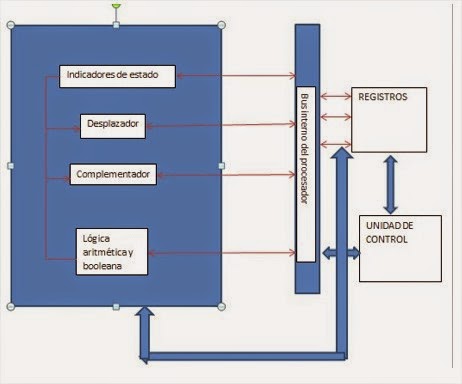 Indicadores de estado
Desplazador
Complementador
Lógica
aritmética y
booleana
Bus interno del procesador
REGISTROS
UNIDAD DE
CONTROL